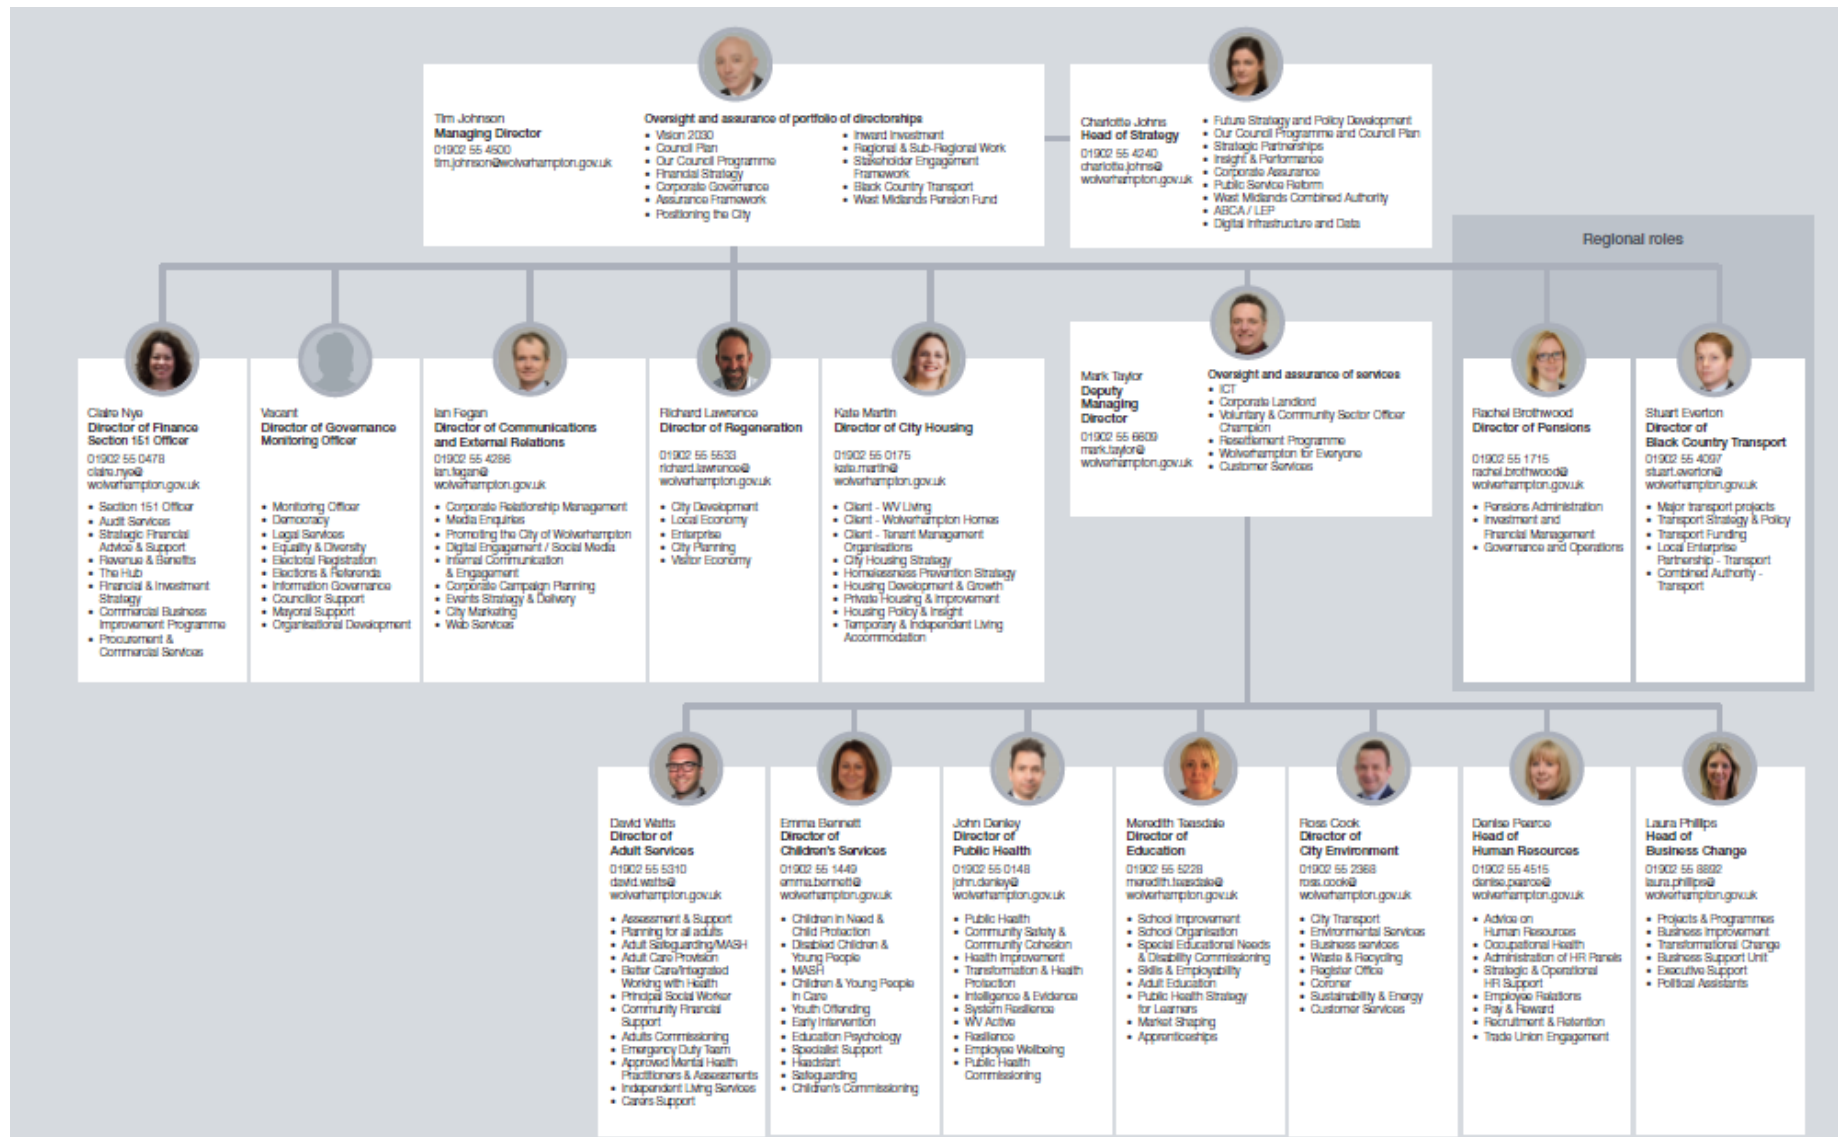 Tim Johnson
Managing Director
01902 55 4500
tim.johnson@wolverhampton.gov.uk
Oversight and assurance of portfolio of directorships
• Vision 2030
• Council Plan
• Our Council Programme
• Financial Strategy
• Corporate Governance
• Assurance Framework
• Positioning the City
• Inward Investment
• Regional & Sub-Regional Work
• Stakeholder Engagement
Framework
• Black Country Transport
• West Midlands Pension Fund
Charlotte Johns
Head of Strategy
01902 55 4240
charlotte.johns@
wolverhampton.gov.uk
• Future Strategy and Policy Development
• Our Council Programme and Council Plan
• Strategic Partnerships
• Insight & Performance
• Corporate Assurance
• Public Service Reform
• West Midlands Combined Authority
• ABCA / LEP
• Digital Infrastructure and Data
Regional roles
Claire Nye
Director of Finance
Section 151 Officer
01902 55 0478
claire.nye@
wolverhampton.gov.uk
• Section 151 Officer
• Audit Services
• Strategic Financial
Advice & Support
• Revenue & Benefits
• The Hub
• Financial & Investment
Strategy
• Commercial Business
Improvement Programme
• Procurement &
Commercial Services
Vacant
Director of Governance
Monitoring Officer
• Monitoring Officer
• Democracy
• Legal Services
• Equality & Diversity
• Electoral Registration
• Elections & Referenda
• Information Governance
• Councillor Support
• Mayoral Support
• Organisational Development
Ian Fegan
Director of Communications
and External Relations
01902 55 4286
ian.fegan@
wolverhampton.gov.uk
• Corporate Relationship Management
• Media Enquiries
• Promoting the City of Wolverhampton
• Digital Engagement / Social Media
• Internal Communication
& Engagement
• Corporate Campaign Planning
• Events Strategy & Delivery
• City Marketing
• Web Services
Richard Lawrence
Director of Regeneration
01902 55 5533
richard.lawrence@
wolverhampton.gov.uk
• City Development
• Local Economy
• Enterprise
• City Planning
• Visitor Economy
Kate Martin
Director of City Housing
01902 55 0175
kate.martin@
wolverhampton.gov.uk
• Client - WV Living
• Client - Wolverhampton Homes
• Client - Tenant Management
Organisations
• City Housing Strategy
• Homelessness Prevention Strategy
• Housing Development & Growth
• Private Housing & Improvement
• Housing Policy & Insight
• Temporary & Independent Living
Accommodation
Mark Taylor
Deputy
Managing
Director
01902 55 6609
mark.taylor@
wolverhampton.gov.uk
Oversight and assurance of services
• ICT
• Corporate Landlord
• Voluntary & Community Sector Officer
Champion
• Resettlement Programme
• Wolverhampton for Everyone
• Customer Services
Rachel Brothwood
Director of Pensions
01902 55 1715
rachel.brothwood@
wolverhampton.gov.uk
• Pensions Administration
• Investment and
Financial Management
• Governance and Operations
Stuart Everton
Director of
Black Country Transport
01902 55 4097
stuart.everton@
wolverhampton.gov.uk
• Major transport projects
• Transport Strategy & Policy
• Transport Funding
• Local Enterprise
Partnership - Transport
• Combined Authority -
Transport
David Watts
Director of
Adult Services
01902 55 5310
david.watts@
wolverhampton.gov.uk
• Assessment & Support
• Planning for all adults
• Adult Safeguarding/MASH
• Adult Care Provision
• Better Care/Integrated
Working with Health
• Principal Social Worker
• Community Financial
Support
• Adults Commissioning
• Emergency Duty Team
• Approved Mental Health
Practitioners & Assessments
• Independent Living Services
• Carers Support
Emma Bennett
Director of
Children's Services
01902 55 1449
emma.bennett@
wolverhampton.gov.uk
• Children in Need &
Child Protection
• Disabled Children &
Young People
• MASH
• Children & Young People
in Care
• Youth Offending
• Early Intervention
• Education Psychology
• Specialist Support
• Headstart
• Safeguarding
• Children's Commissioning
John Denley
Director of
Public Health
01902 55 0148
john.denley@
wolverhampton.gov.uk
• Public Health
• Community Safety &
Community Cohesion
• Health Improvement
• Transformation & Health
Protection
• Intelligence & Evidence
• System Resilience
• WV Active
• Resilience
• Employee Wellbeing
• Public Health
Commissioning
Meredith Teasdale
Director of
Education
01902 55 5228
meredith.teasdale@
wolverhampton.gov.uk
• School Improvement
• School Organisation
• Special Educational Needs
& Disability Commissioning
• Skills & Employability
• Adult Education
• Public Health Strategy
for Learners
• Market Shaping
• Apprenticeships
Ross Cook
Director of
City Environment
01902 55 2368
ross.cook@
wolverhampton.gov.uk
• City Transport
• Environmental Services
• Business services
• Waste & Recycling
• Register Office
• Coroner
• Sustainability & Energy
• Customer Services
Denise Pearce
Head of
Human Resources
01902 55 4515
denise.pearce@
wolverhampton.gov.uk
• Advice on
Human Resources
• Occupational Health
• Administration of HR Panels
• Strategic & Operational
HR Support
• Employee Relations
• Pay & Reward
• Recruitment & Retention
• Trade Union Engagement
Laura Phillips
Head of
Business Change
01902 55 8892
laura.phillips@
wolverhampton.gov.uk
• Projects & Programmes
• Business Improvement
• Transformational Change
• Business Support Unit
• Executive Support
• Political Assistants